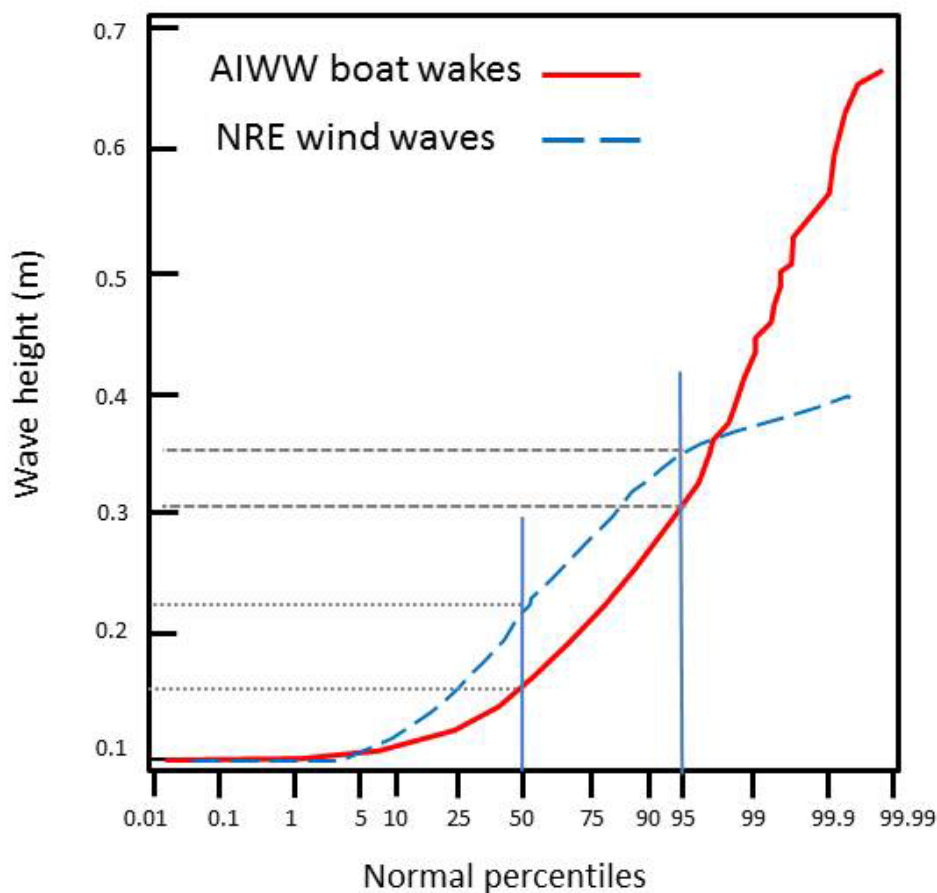 AIWW boat wakes
NRE wind waves
Wave height (m)
0.7
0.6
0.5
0.4
0.3
0.2
0.1
0.01 0.1 1 5 10 25 50 75 90 95 99 99.9 99.99
Normal percentiles